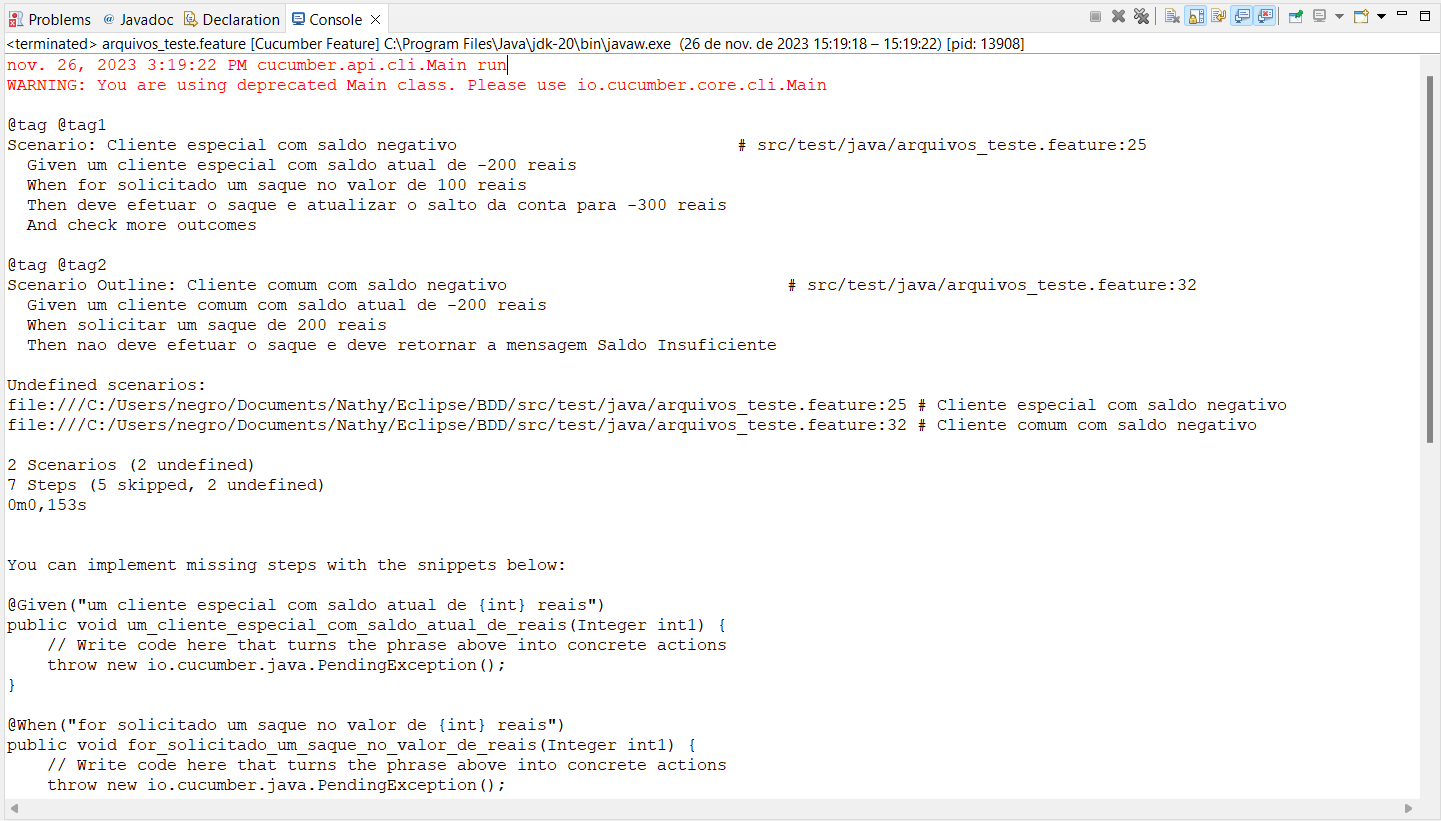 Problems @ Javadoc Declaration Console
<terminated> arquivos_teste.feature [Cucumber Feature] C:\Program Files\Java\jdk-20\bin\javaw.exe (26 de nov. de 2023 15:19:18 – 15:19:22) [pid: 13908]
nov. 26, 2023 3:19:22 PM cucumber.api.cli.Main run
WARNING: You are using deprecated Main class. Please use io.cucumber.core.cli.Main
@tag @tag1
Scenario: Cliente especial com saldo negativo # src/test/java/arquivos_teste.feature:25
Given um cliente especial com saldo atual de -200 reais
When for solicitado um saque no valor de 100 reais
Then deve efetuar o saque e atualizar o salto da conta para -300 reais
And check more outcomes
@tag @tag2
Scenario Outline: Cliente comum com saldo negativo # src/test/java/arquivos_teste.feature:32
Given um cliente comum com saldo atual de -200 reais
When solicitar um saque de 200 reais
Then nao deve efetuar o saque e deve retornar a mensagem Saldo Insuficiente
Undefined scenarios:
file:///C:/Users/negro/Documents/Nathy/Eclipse/BDD/src/test/java/arquivos_teste.feature:25 # Cliente especial com saldo negativo
file:///C:/Users/negro/Documents/Nathy/Eclipse/BDD/src/test/java/arquivos_teste.feature:32 # Cliente comum com saldo negativo
2 Scenarios (2 undefined)
7 Steps (5 skipped, 2 undefined)
0m0,153s
You can implement missing steps with the snippets below:
@Given("um cliente especial com saldo atual de {int} reais")
public void um_cliente_especial_com_saldo_atual_de_reais(Integer int1) {
// Write code here that turns the phrase above into concrete actions
throw new io.cucumber.java.PendingException();
}
@When("for solicitado um saque no valor de {int} reais")
public void for_solicitado_um_saque_no_valor_de_reais(Integer int1) {
// Write code here that turns the phrase above into concrete actions
throw new io.cucumber.java.PendingException();